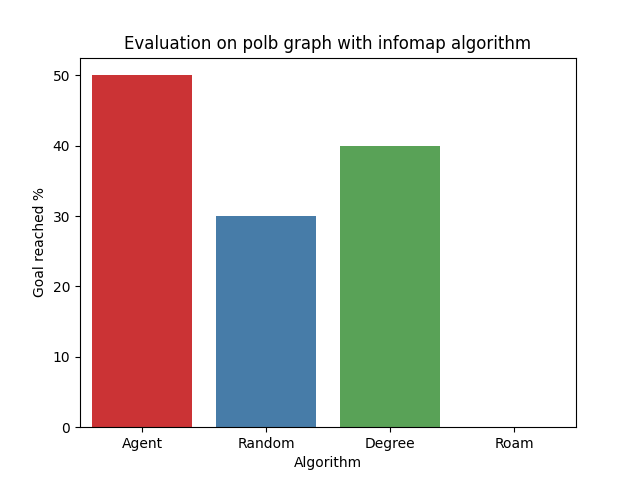 Evaluation on polb graph with infomap algorithm
Goal reached %
50
40
30
20
10
0
Agent Random Degree Roam
Algorithm